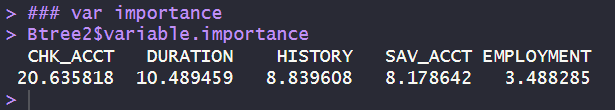 > ### var importance
> Btree2$variable.importance
CHK_ACCT DURATION HISTORY SAV_ACCT EMPLOYMENT
20.635818 10.489459 8.839608 8.178642 3.488285
>